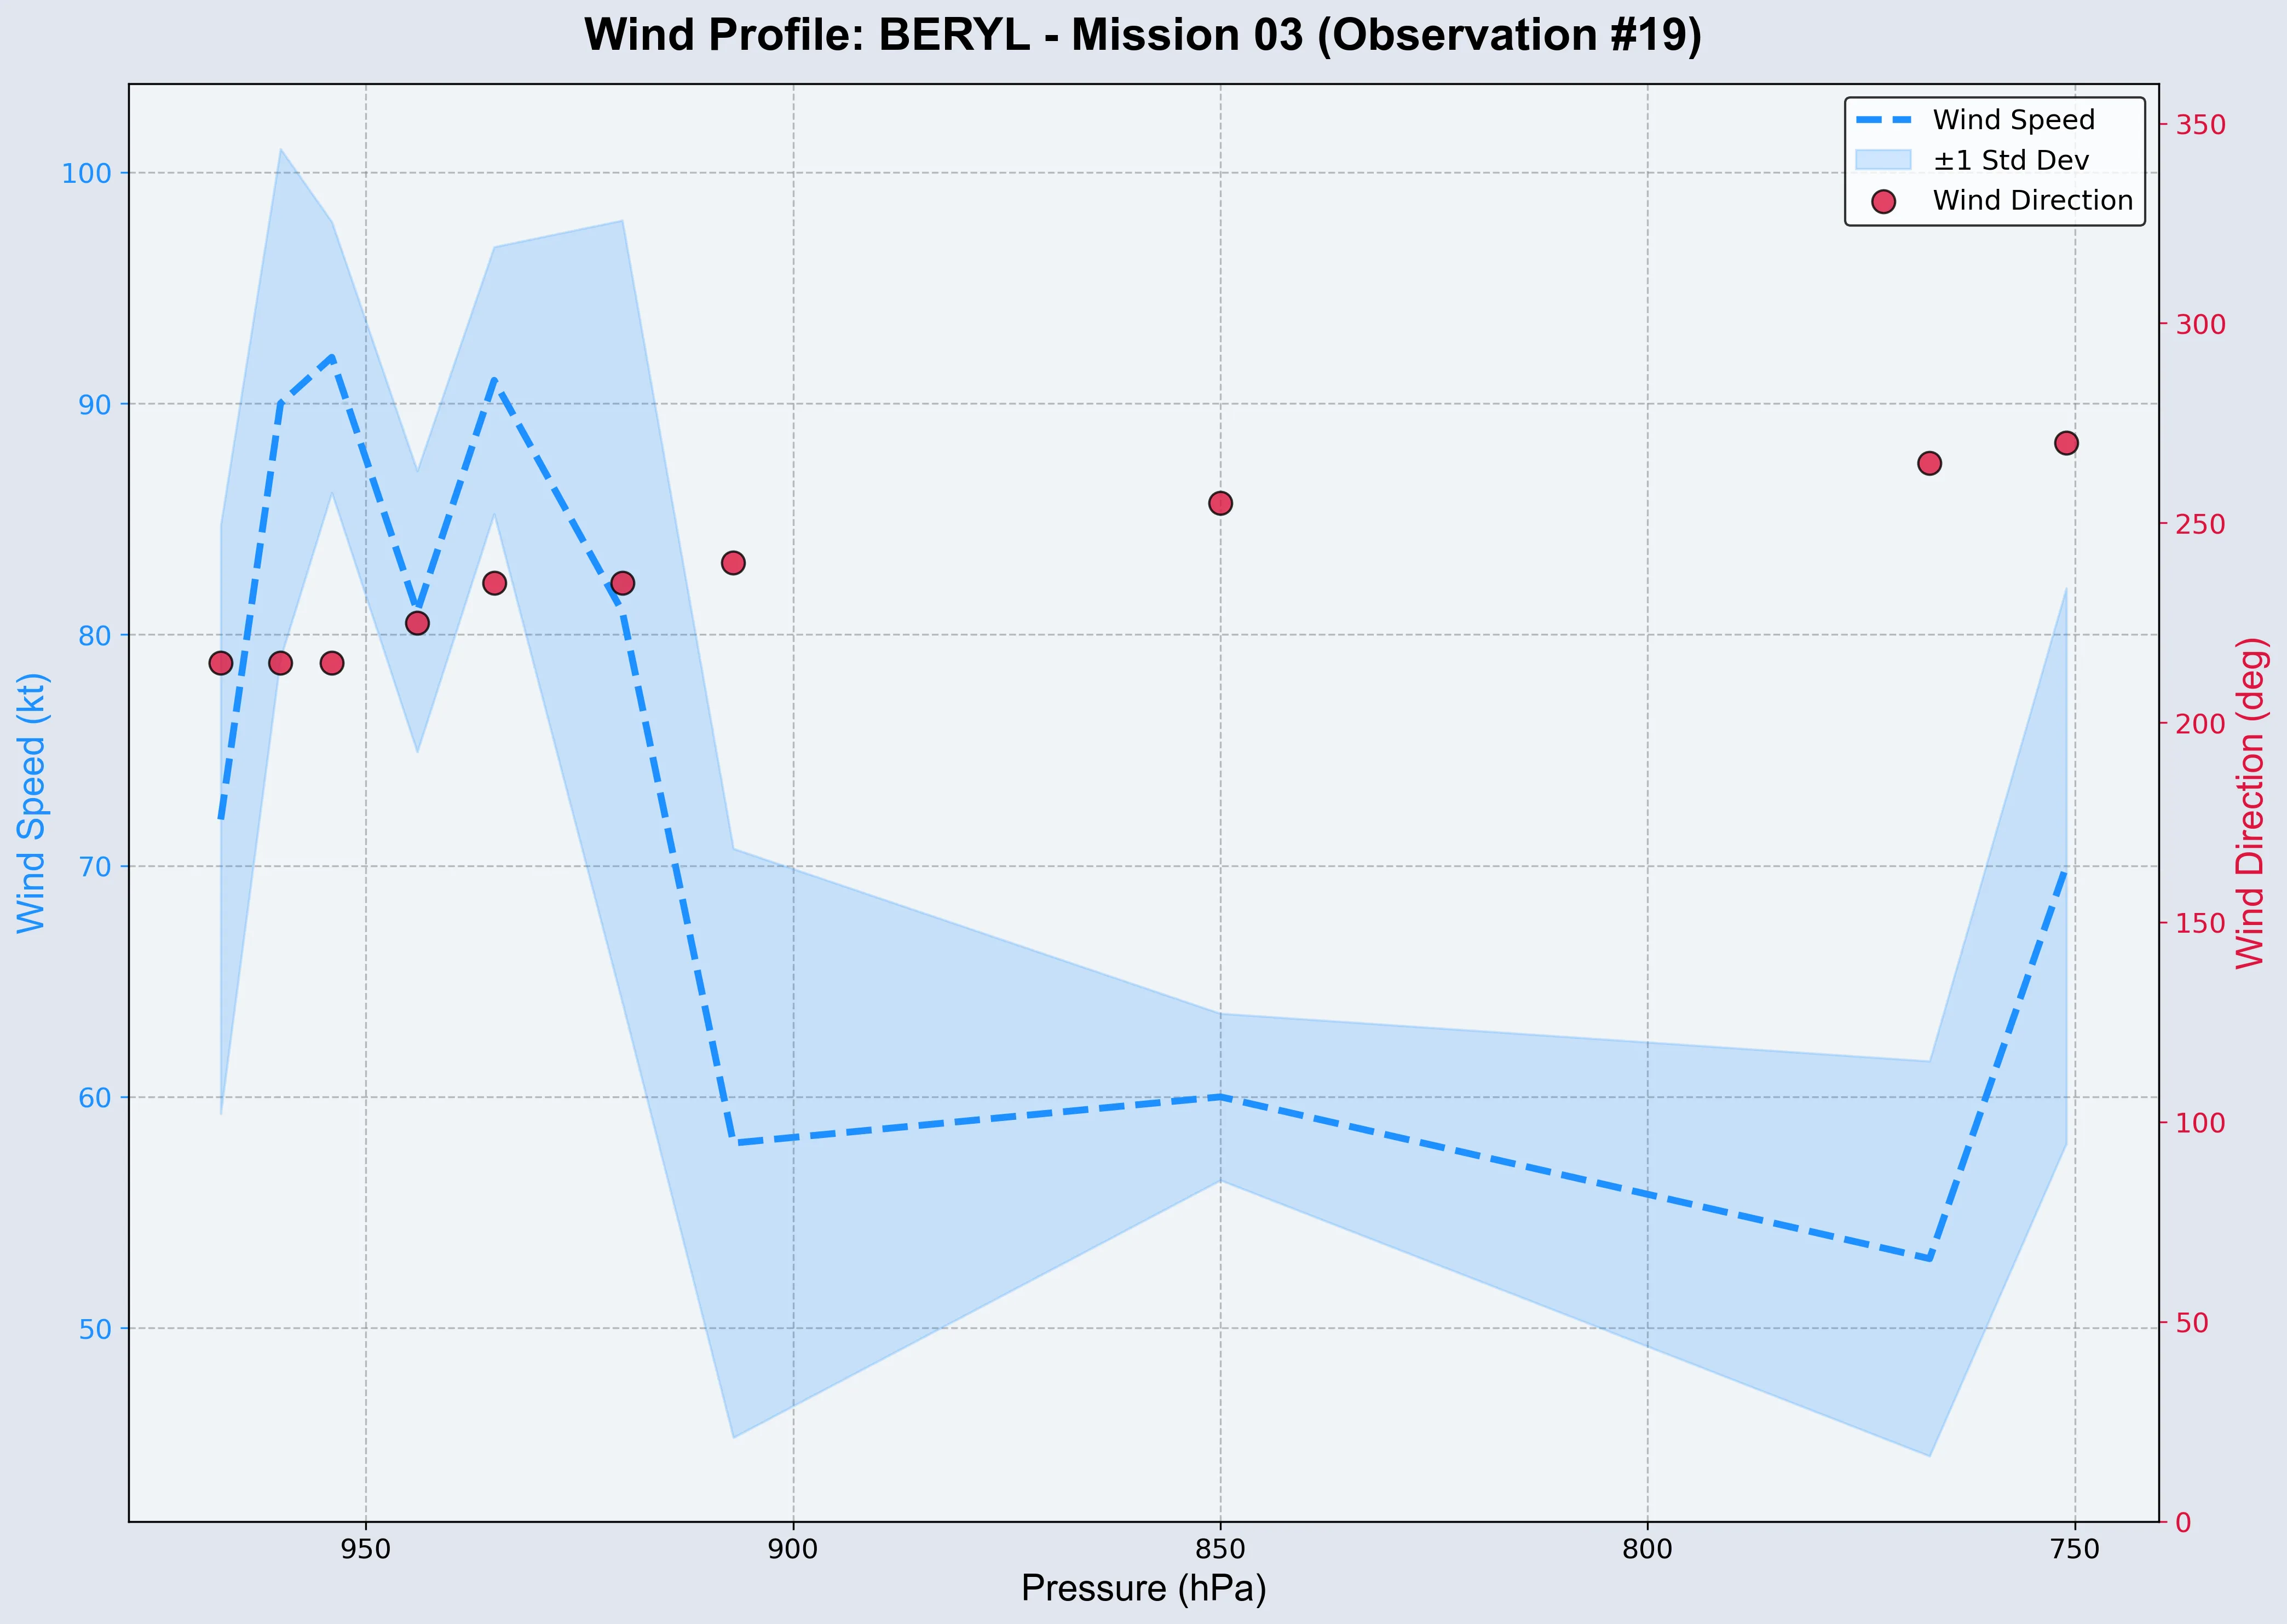 Wind Profile: BERYL - Mission 03 (Observation #19)
Wind Speed
±1 Std Dev
Wind Direction
100
90
80
70
60
50
Wind Speed (kt)
350
300
250
200
150
100
50
0
Wind Direction (deg)
950
900
850
800
750
Pressure (hPa)